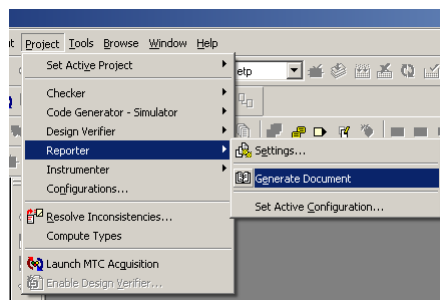 t Project Tools Browse Window Help
Set Active Project
etp
Checker
Code Generator - Simulator
Design Verifier
Reporter
Settings...
Instrumenter
Generate Document
Configurations...
Set Active Configuration...
Resolve Inconsistencies...
Compute Types
Launch MTC Acquisition
Enable Design Verifier...